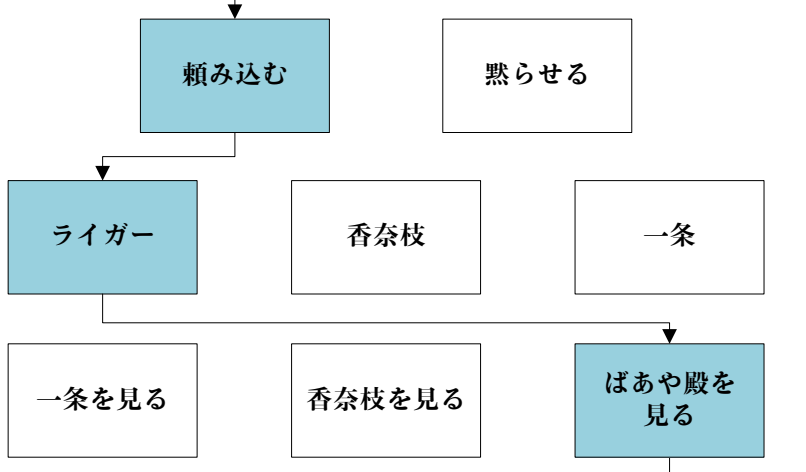 頼み込む
黙らせる
ライガー
香奈枝
一条
一条を見る
香奈枝を見る
ばあや殿を
見る